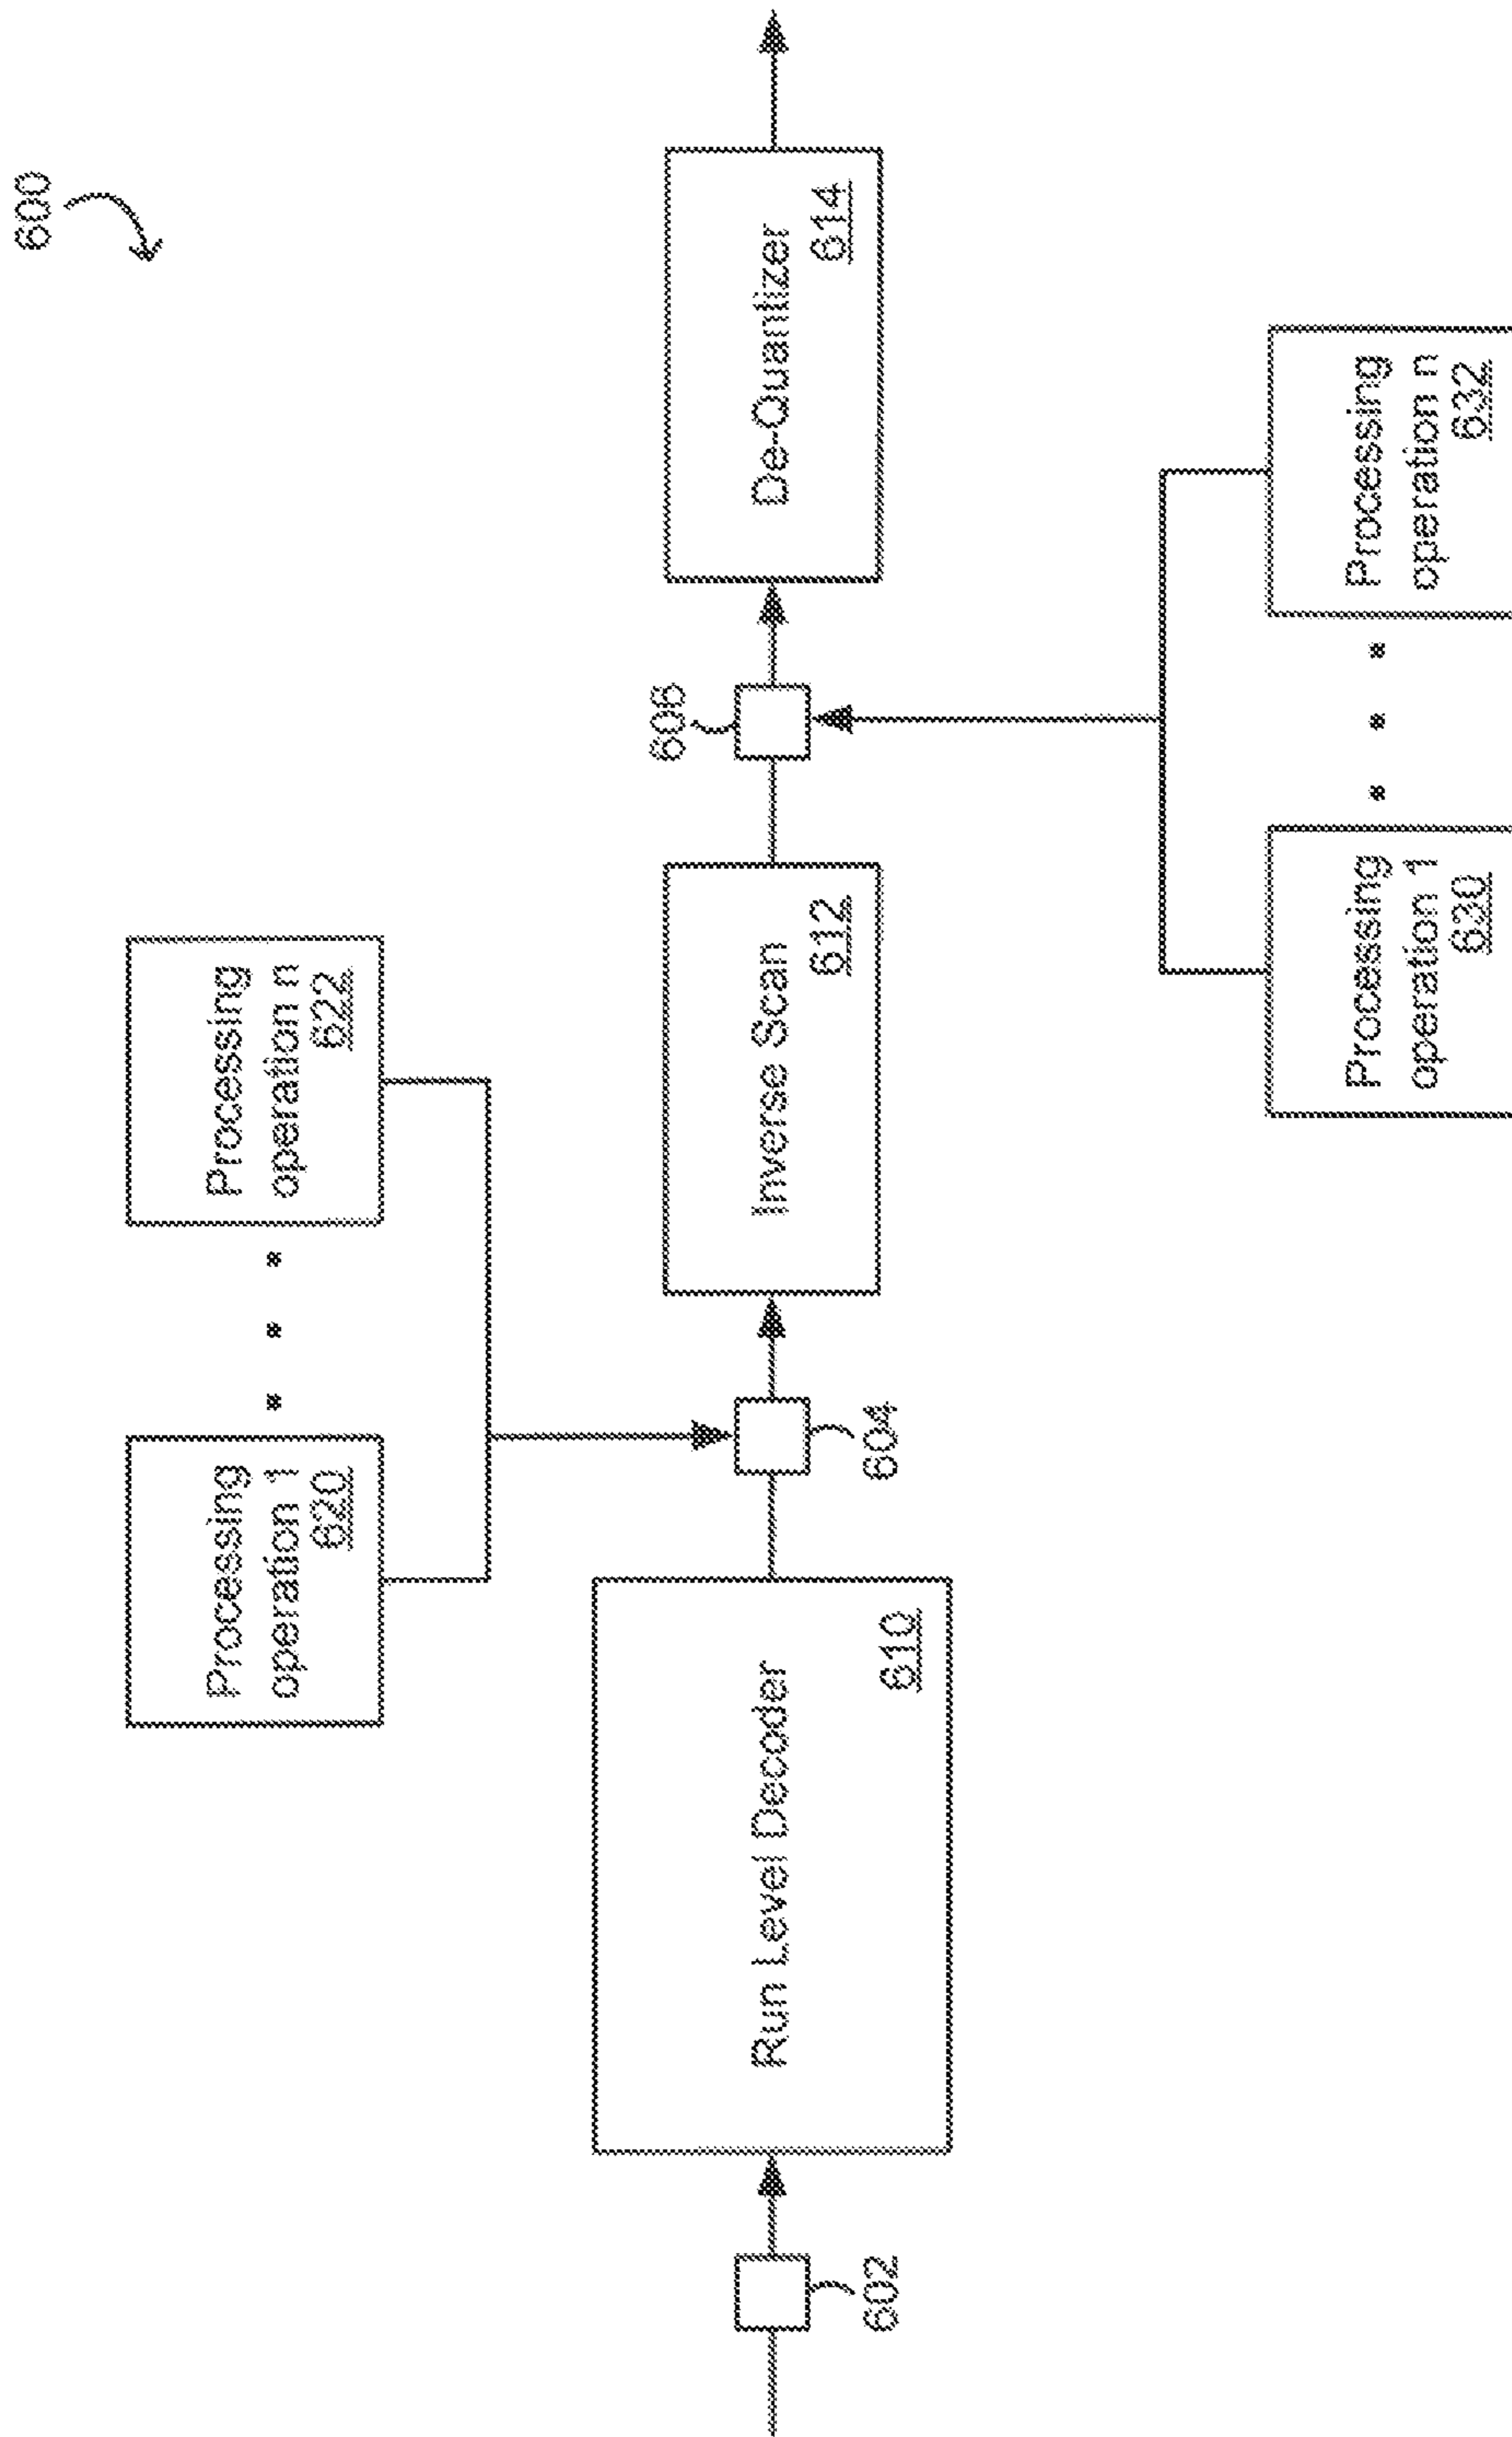 600
Processing
operation 1
620
Processing
operation n
622
606
Run Level Decoder
610
Inverse Scan
612
De-Quantizer
614
602
604
Processing
operation 1
630
Processing
operation n
632